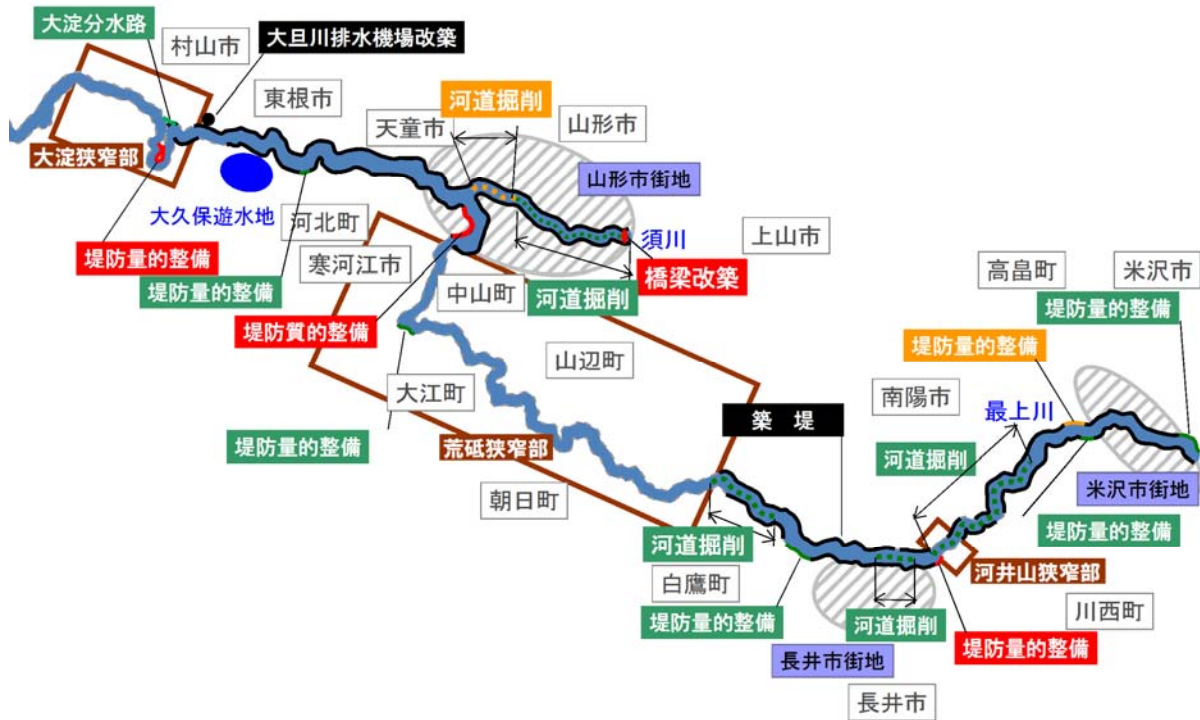 大淀分水路
村山市
大旦川排水機場改築
東根市
河道掘削
天童市
山形市
大淀狭窄部
山形市街地
大久保遊水地
河北町
須川
上山市
堤防量的整備
寒河江市
橋梁改築
高畠町
米沢市
堤防量的整備
中山町
河道掘削
堤防量的整備
堤防質的整備
堤防量的整備
山辺町
大江町
南陽市
最上川
築 堤
堤防量的整備
荒砥狭窄部
河道掘削
米沢市街地
朝日町
堤防量的整備
河道掘削
河井山狭窄部
白鷹町
川西町
堤防量的整備
河道掘削
堤防量的整備
長井市街地
長井市